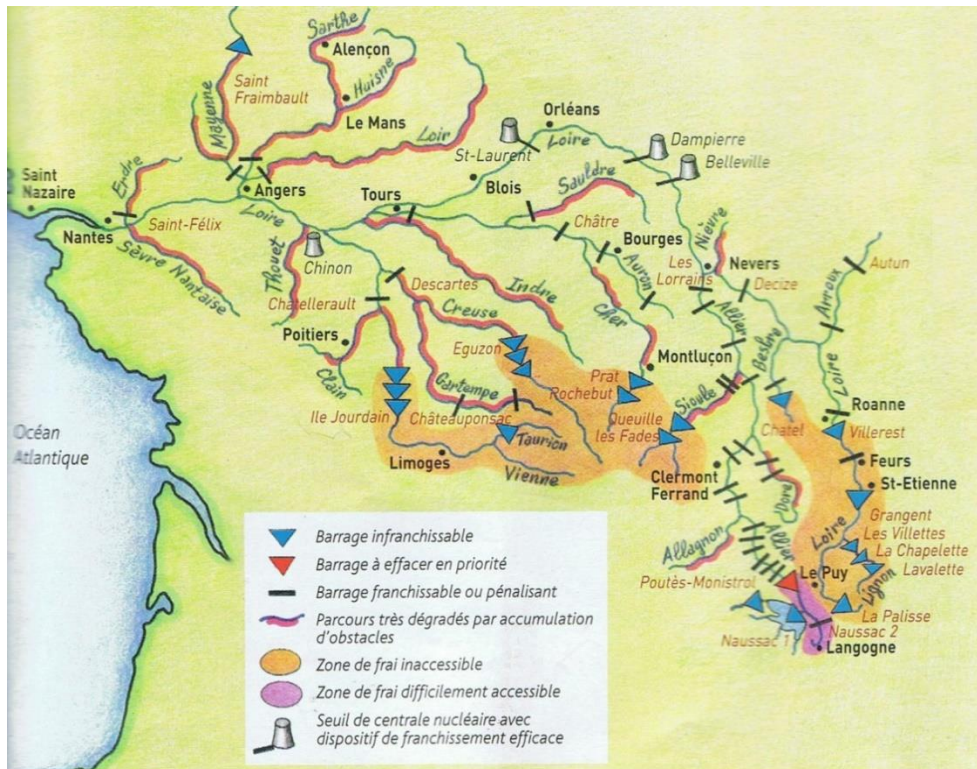 Sarthe
Alençon
Saint
Fraimbault
Huisne
Mayenne
Le Mans
Loir
Orléans
Loire
Dampierre
St-Laurent
Belleville
Erdre
Blois
Sauldre
Saint
Nazaire
Angers
Tours
Loire
Châtre
Nantes
Saint-Félix
Bourges
Auron
Nièvre
Les
Lorrains
Nevers
Decize
Autun
Arroux
Sèvre Nantaise
Thouet
Chinon
Descartes
Indre
Cher
Allier
Chatellerault
Creuse
Besbre
Loire
Poitiers
Eguzon
Montluçon
Clain
Gartempe
Prat
Rochebut
Sioule
Roanne
Ile Jourdain
Châteauponsac
Queuille
les Fades
Chatel
Villerest
Océan
Atlantique
Taurion
Limoges
Vienne
Clermont
Ferrand
Dore
Feurs
St-Etienne
Grangent
Les Villettes
La Chapelette
Lavalette
Loire
Lignon
Allagnon
Allier
Poutès-Monistrol
Le Puy
La Palisse
Naussac 1
Naussac 2
Langogne
Barrage infranchissable
Barrage à effacer en priorité
Barrage franchissable ou pénalisant
Parcours très dégradés par accumulation
d'obstacles
Zone de frai inaccessible
Zone de frai difficilement accessible
Seuil de centrale nucléaire avec
dispositif de franchissement efficace